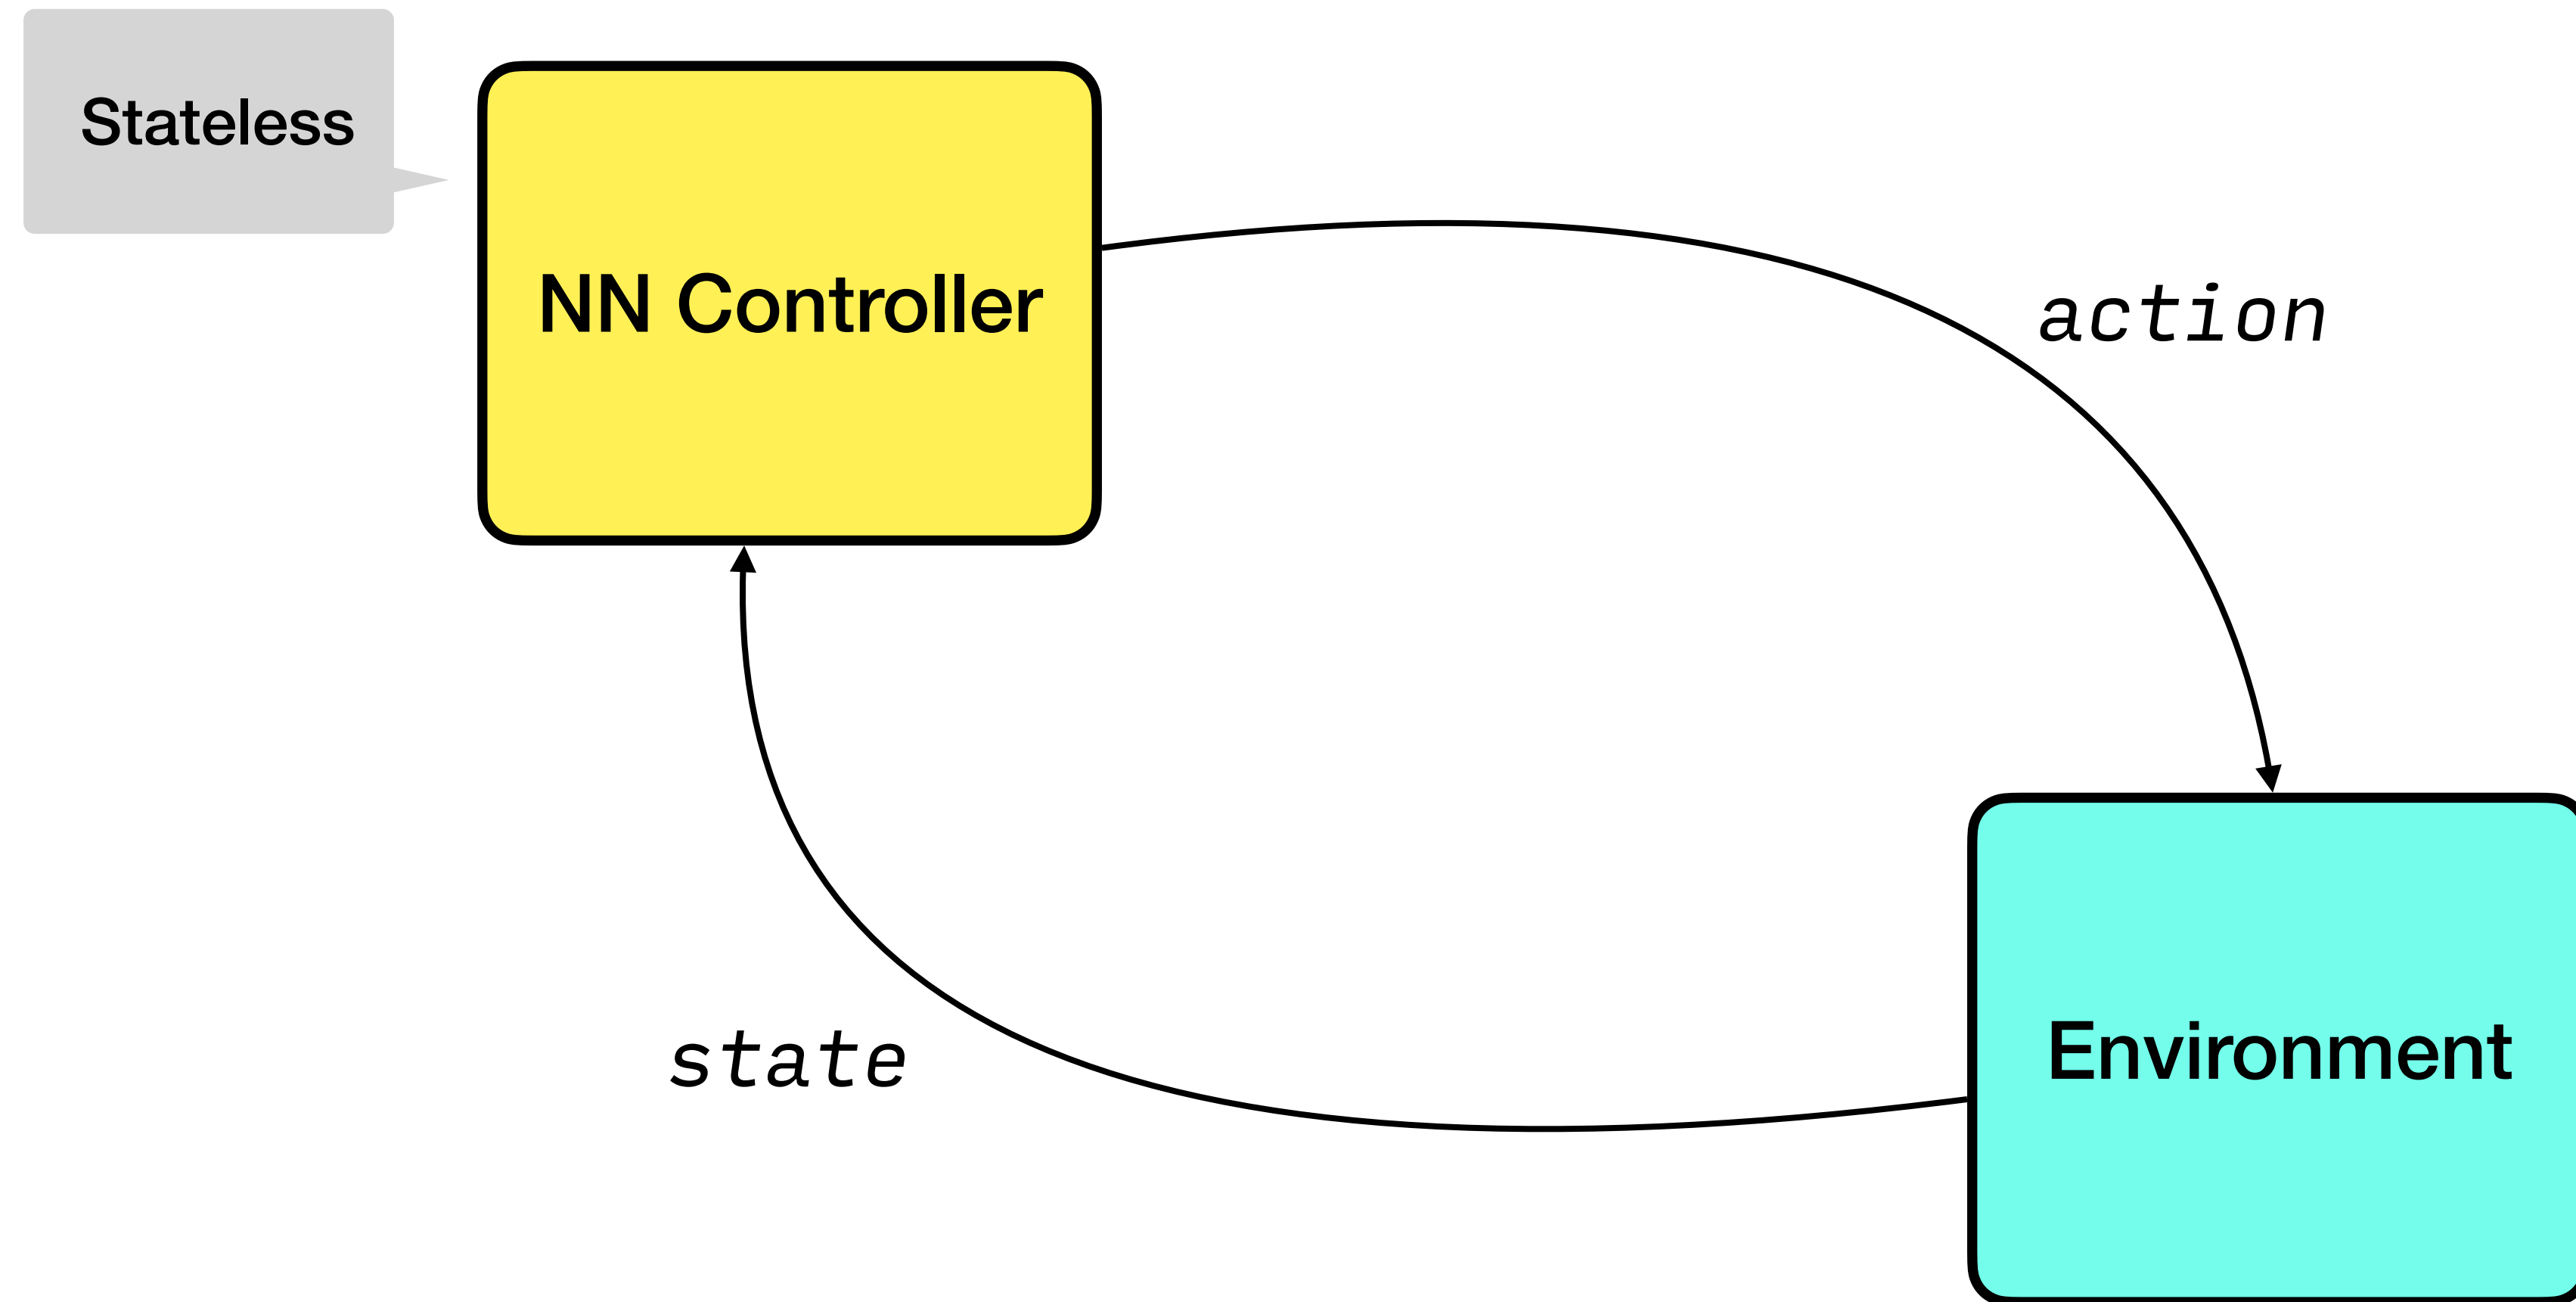 Stateless
NN Controller
action
state
Environment